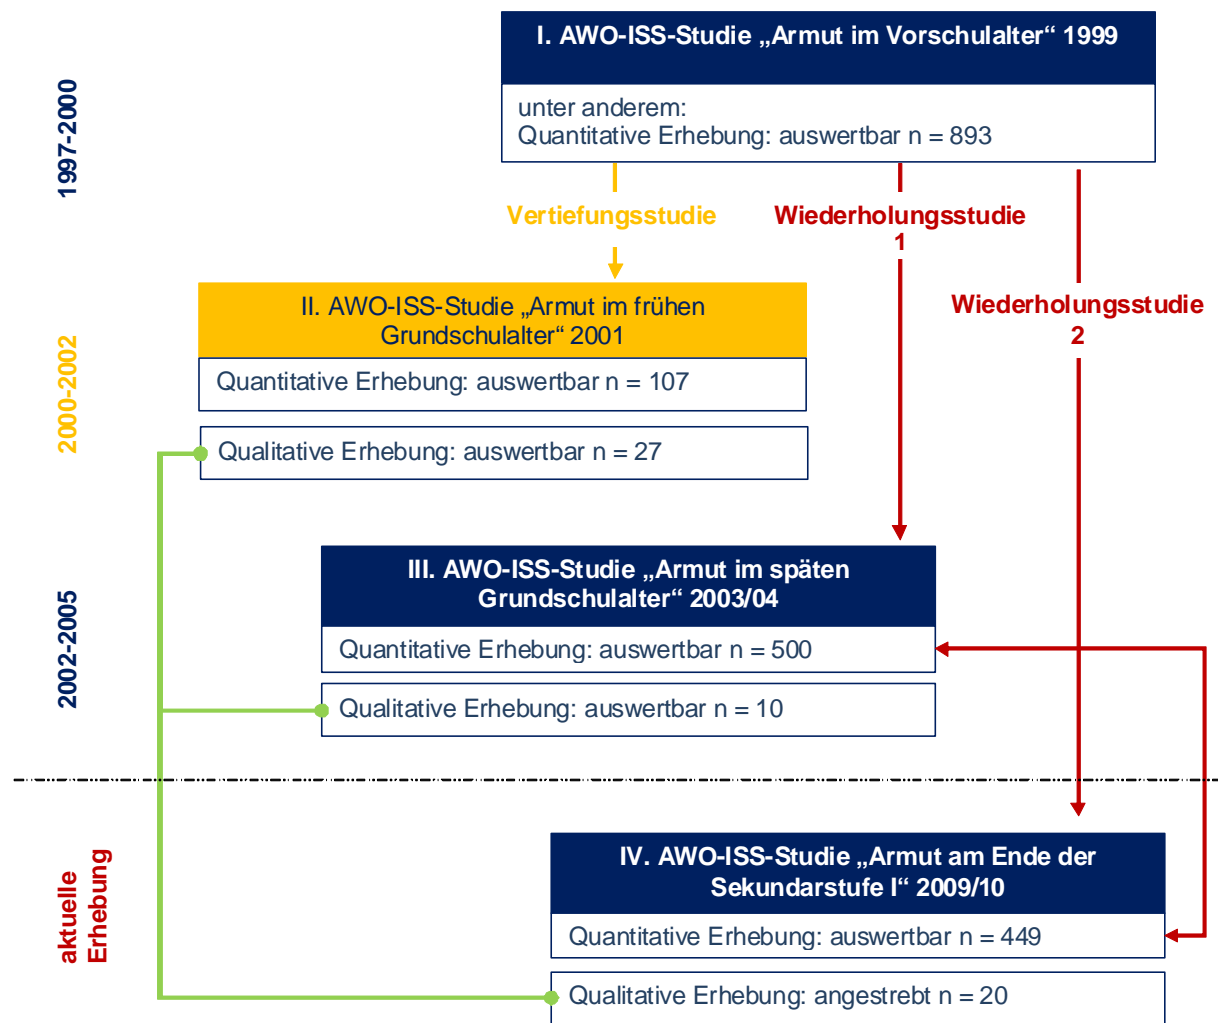 I. AWO-ISS-Studie „Armut im Vorschulalter“ 1999
unter anderem:
Quantitative Erhebung: auswertbar n = 893
1997-2000
Vertiefungsstudie
Wiederholungsstudie
1
Wiederholungsstudie
2
II. AWO-ISS-Studie „Armut im frühen
Grundschulalter“ 2001
Quantitative Erhebung: auswertbar n = 107
Qualitative Erhebung: auswertbar n = 27
2000-2002
III. AWO-ISS-Studie „Armut im späten
Grundschulalter“ 2003/04
Quantitative Erhebung: auswertbar n = 500
Qualitative Erhebung: auswertbar n = 10
2002-2005
IV. AWO-ISS-Studie „Armut am Ende der
Sekundarstufe I“ 2009/10
Quantitative Erhebung: auswertbar n = 449
Qualitative Erhebung: angestrebt n = 20
aktuelle
Erhebung